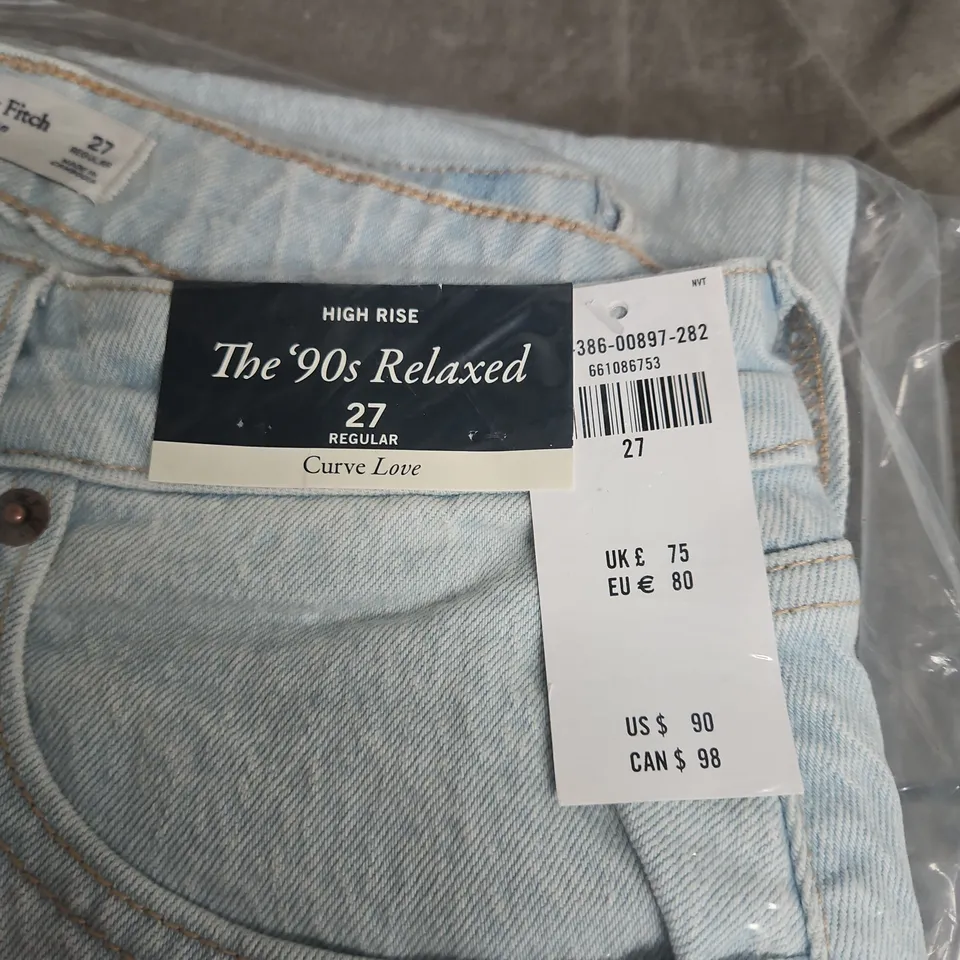 Fitch
27
REGULAR
HIGH RISE
The ‘90s Relaxed
27
REGULAR
Curve Love
NVT
-386-00897-282
661086753
27
UK £ 75
EU € 80
US $ 90
CAN $ 98